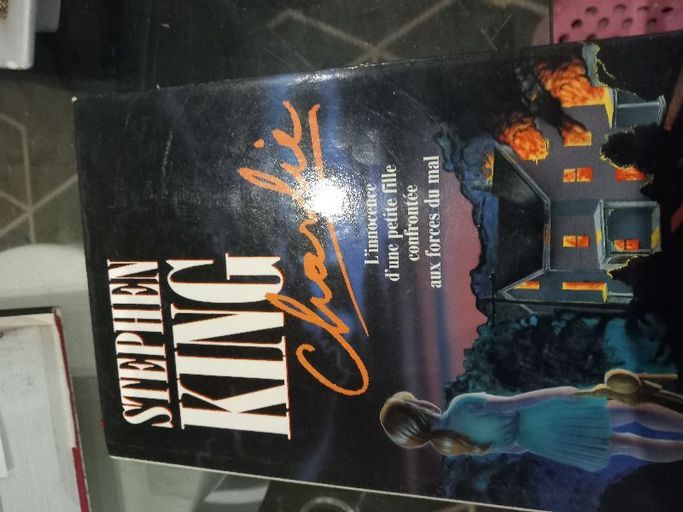 STEPHEN
KING
Charlie
L'innocence
d'une petite fille
confrontée
aux forces du mal